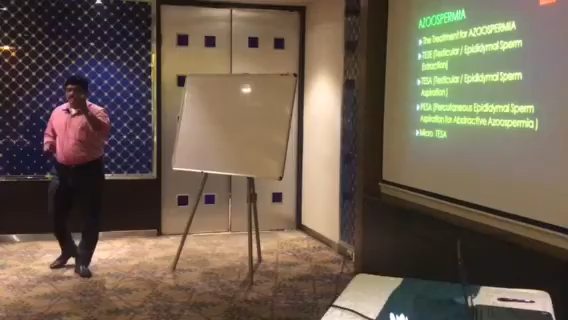 AZOOSPERMIA
The Treatment for AZOOSPERMIA
TESE (Testicular / Epididymal Sperm
Extraction)
TESA (Testicular / Epididymal Sperm
Aspiration)
PESA (Percutaneous Epididymal Sperm
Aspiration For Abstractive Azoospermia )
Micro TESA